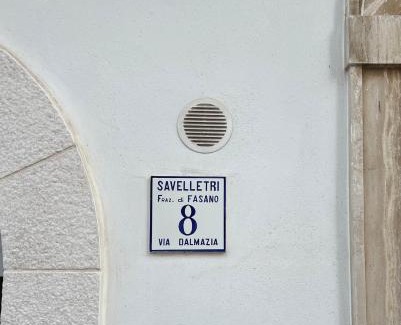 SAVELLETRI
FRAZ. di FASANO
8
VIA DALMAZIA